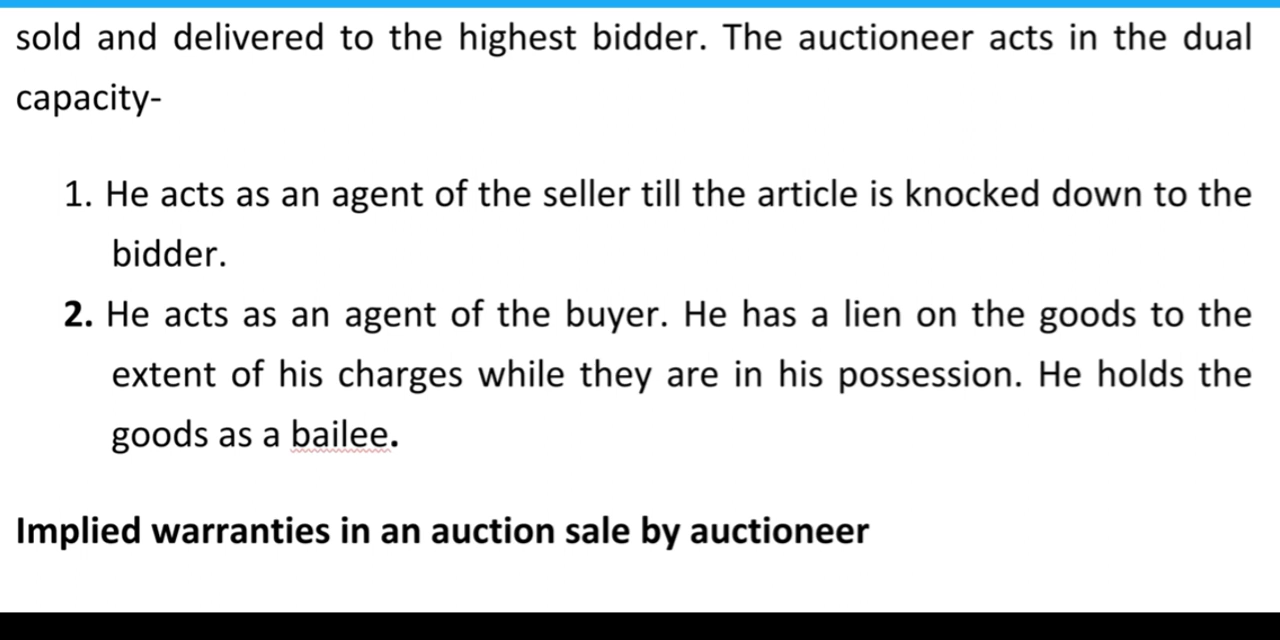 sold and delivered to the highest bidder. The auctioneer acts in the dual
capacity-
1. He acts as an agent of the seller till the article is knocked down to the
bidder.
2. He acts as an agent of the buyer. He has a lien on the goods to the
extent of his charges while they are in his possession. He holds the
goods as a bailee.
Implied warranties in an auction sale by auctioneer